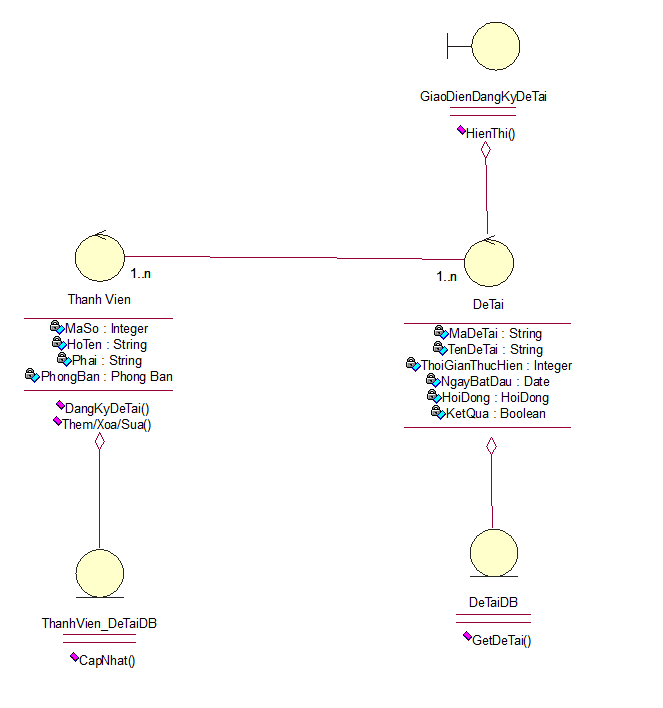 GiaoDienDangKyDeTai
HienThi()
1..n
1..n
Thanh Vien
MaSo : Integer
HoTen : String
Phai : String
PhongBan : Phong Ban
DangKyDeTai()
Them/Xoa/Sua()
DeTai
MaDeTai : String
TenDeTai : String
ThoiGianThucHien : Integer
NgayBatDau : Date
HoiDong : HoiDong
KetQua : Boolean
ThanhVien_DeTaiDB
CapNhat()
DeTaiDB
GetDeTai()